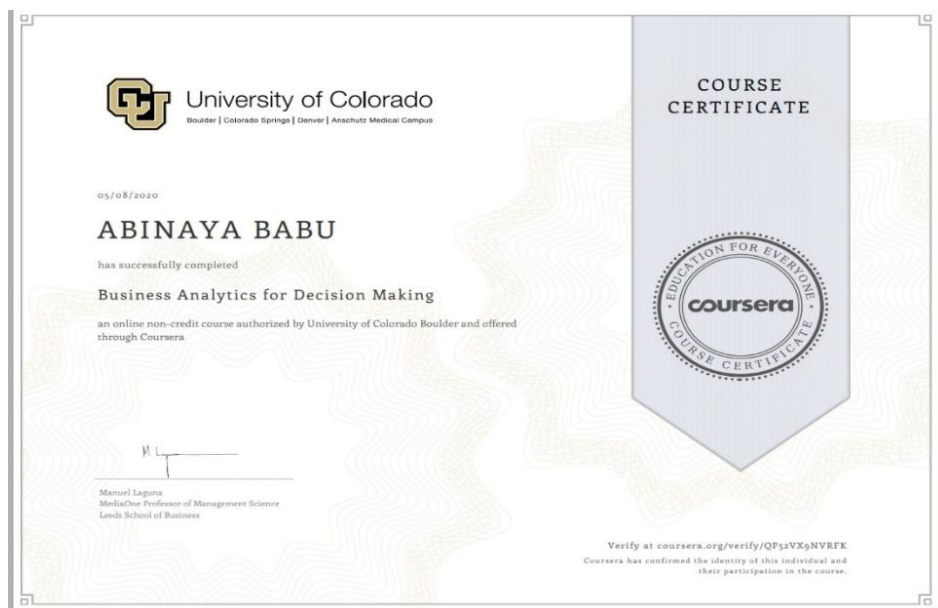 University of Colorado
Boulder | Colorado Springs | Denver | Anschutz Medical Campus
COURSE
CERTIFICATE
05/08/2020
ABINAYA BABU
has successfully completed
Business Analytics for Decision Making
an online non-credit course authorized by University of Colorado Boulder and offered
through Coursera
EDUCATION FOR EVERYONE
coursera
COURSE CERTIFICATE
M. L
Manuel Laguna
MediaOne Professor of Management Science
Leeds School of Business
Verify at coursera.org/verify/QP52VX9NVRFK
Coursera has confirmed the identity of this individual and
their participation in the course.